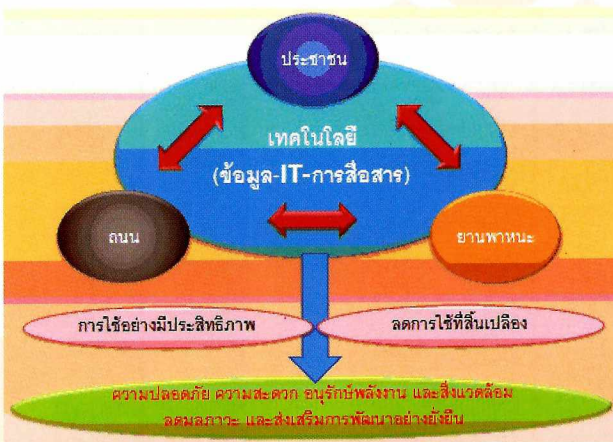 ประชาชน
เทคโนโลยี
(ข้อมูล-IT-การสื่อสาร)
ถนน
ยานพาหนะ
การใช้อย่างมีประสิทธิภาพ
ลดการใช้ที่สิ้นเปลือง
ความปลอดภัย ความสะดวก อนุรักษ์พลังงาน และสิ่งแวดล้อม
ลดมลภาวะ และส่งเสริมการพัฒนาอย่างยั่งยืน